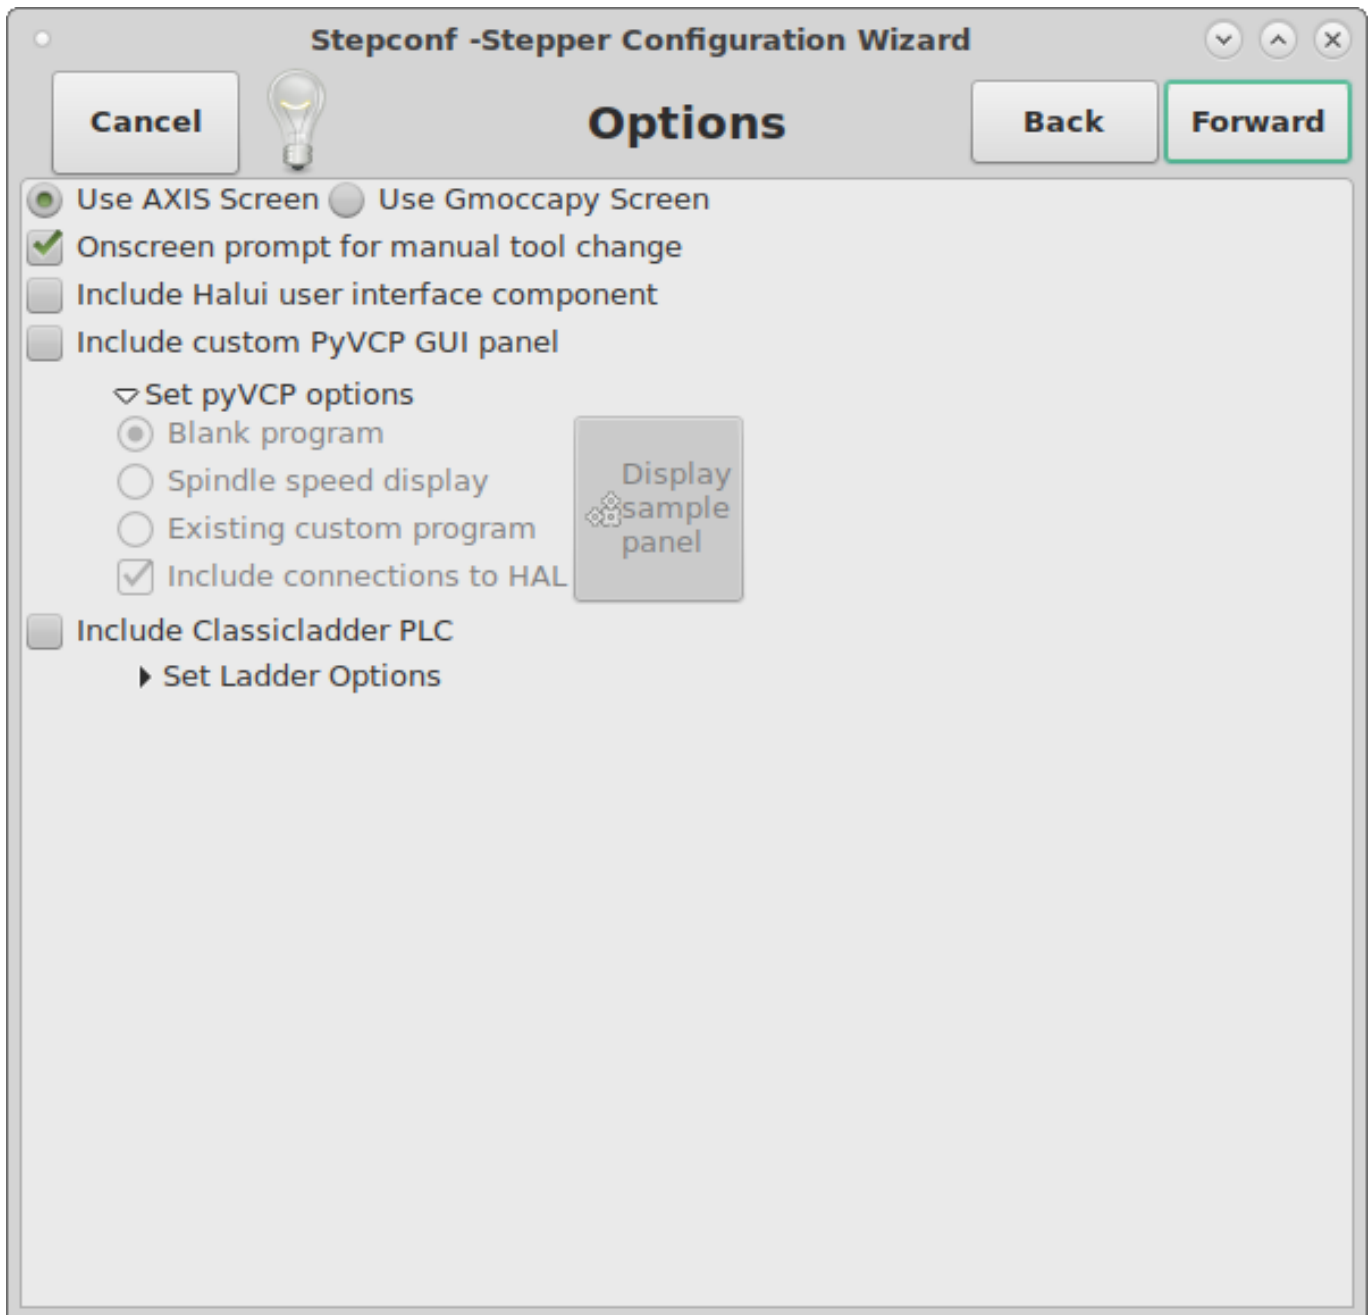 Stepconf -Stepper Configuration Wizard
Cancel
Options
Back
Forward
Use AXIS Screen
Use Gmoccapy Screen
Onscreen prompt for manual tool change
Include Halui user interface component
Include custom PyVCP GUI panel
Set pyVCP options
Blank program
Spindle speed display
Existing custom program
Include connections to HAL
Display
sample
panel
Include Classicladder PLC
Set Ladder Options